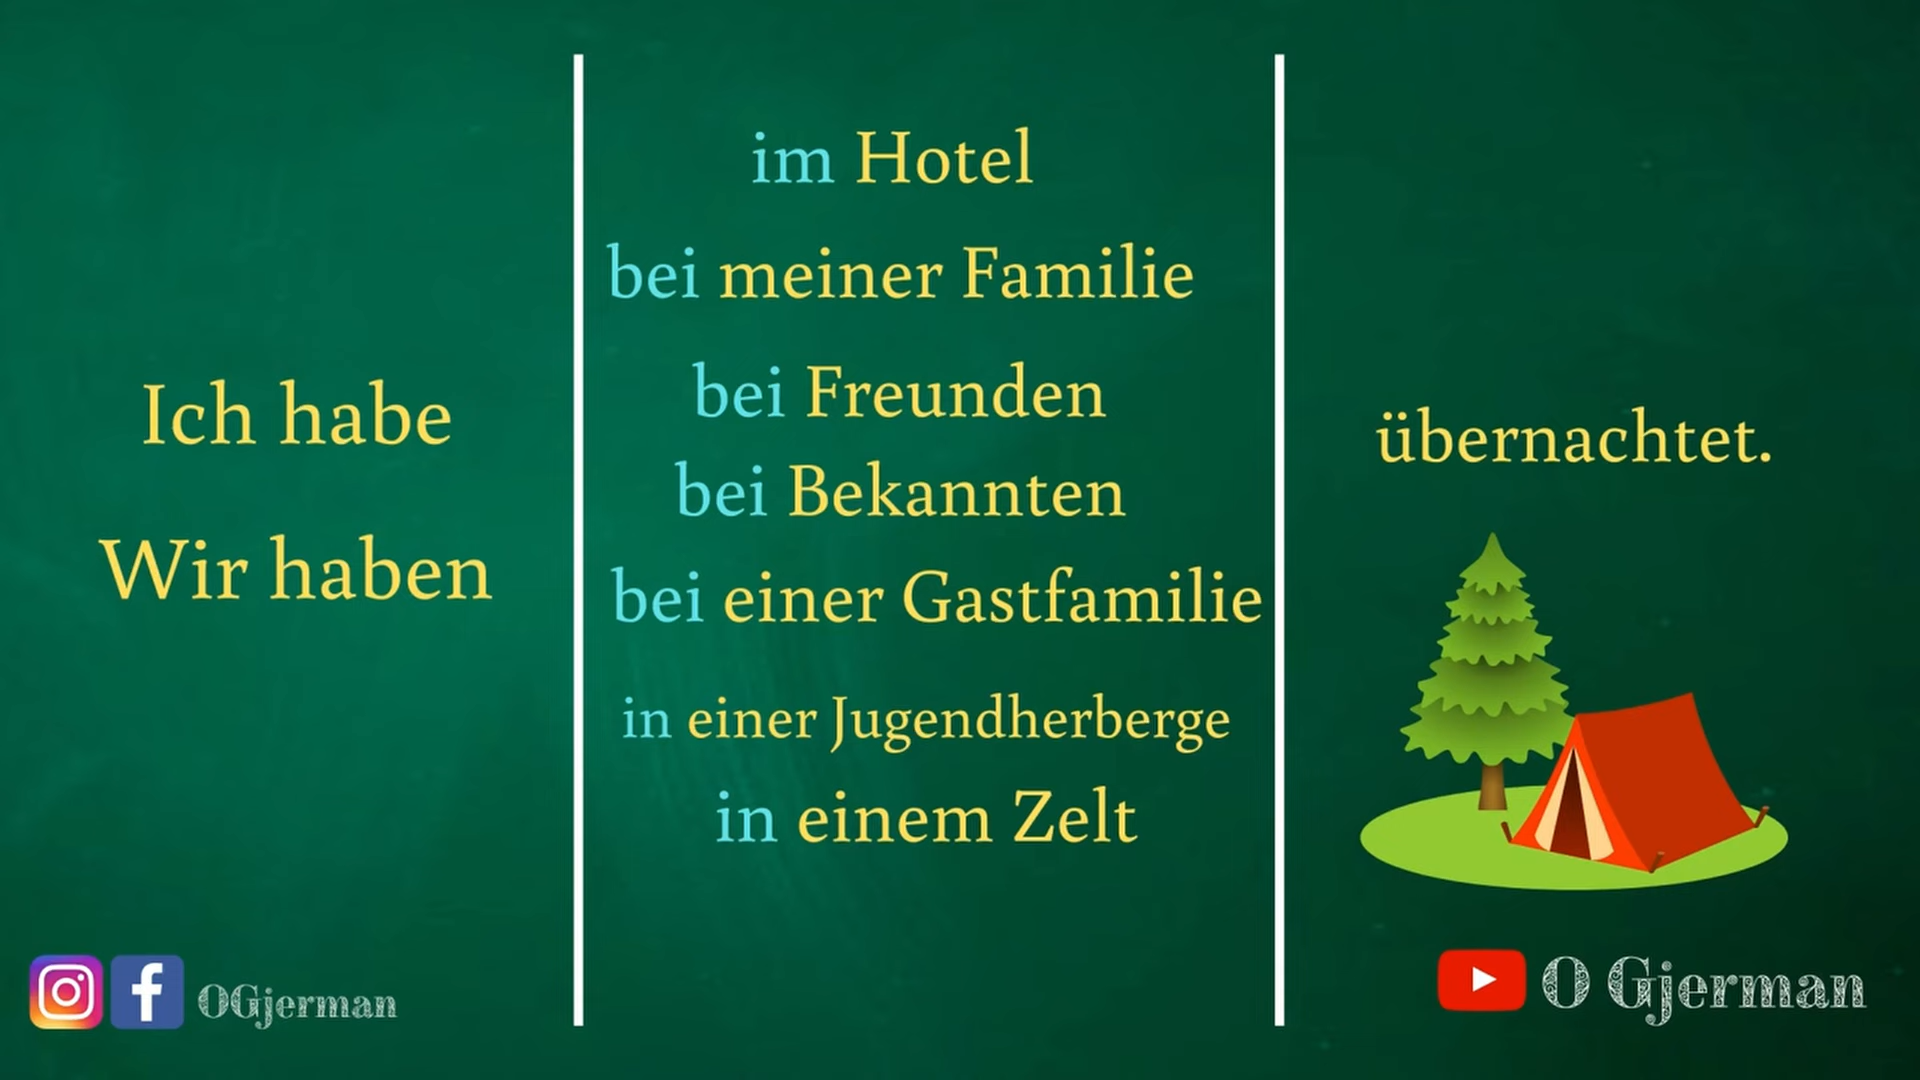 Ich habe
Wir haben
im Hotel
bei meiner Familie
bei Freunden
bei Bekannten
bei einer Gastfamilie
in einer Jugendherberge
in einem Zelt
übernachtet.
OGjerman
O Gjerman